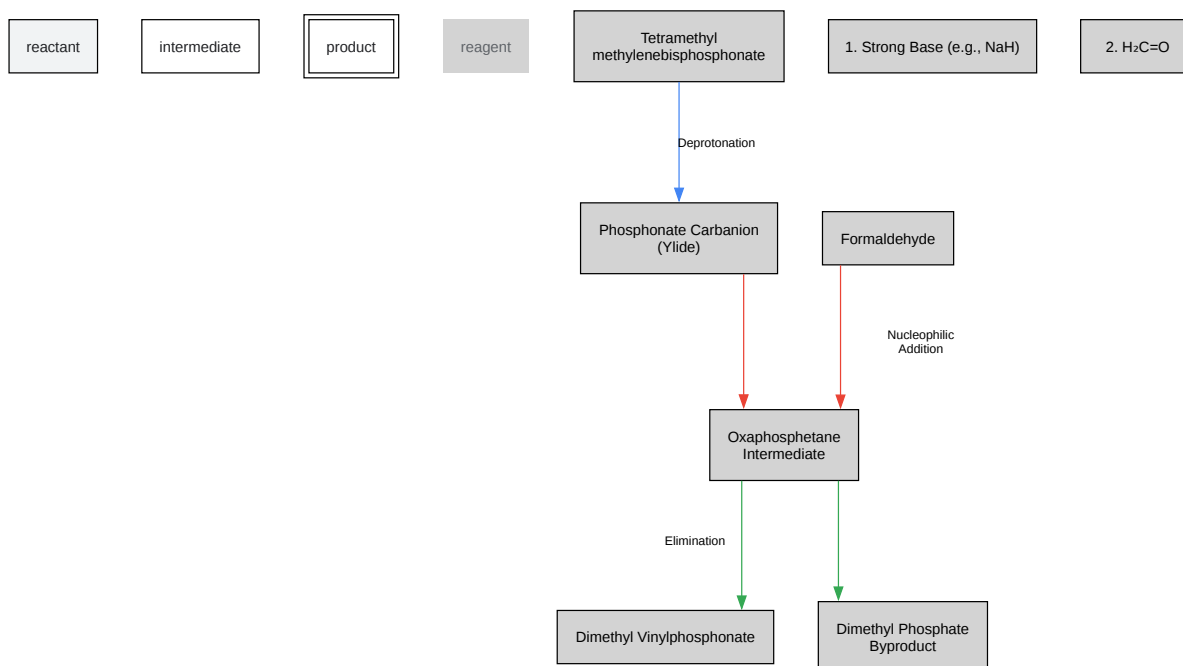 reactant
intermediate
product
reagent
Tetramethyl
methylenebisphosphonate
1. Strong Base (e.g., NaH)
2. H₂C=O
Deprotonation
Phosphonate Carbanion
(Ylide)
Formaldehyde
Nucleophilic
Addition
Oxaphosphetane
Intermediate
Elimination
Dimethyl Vinylphosphonate
Dimethyl Phosphate
Byproduct